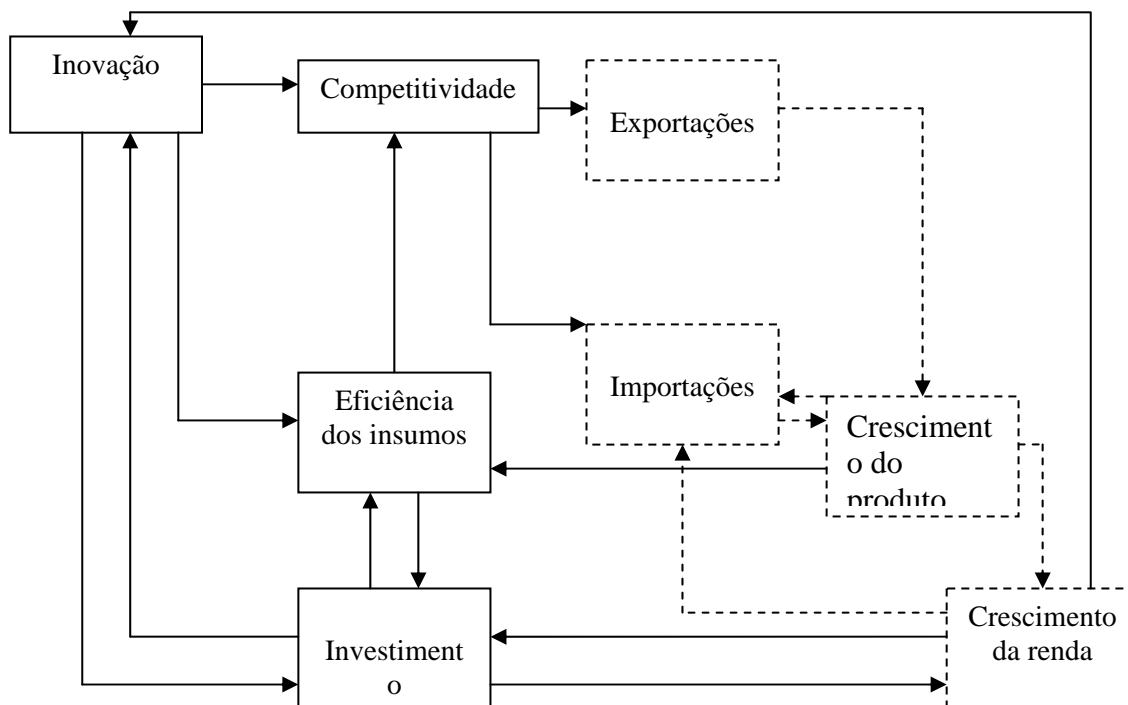 Inovação
Competitividade
Exportações
Eficiência
dos insumos
Importações
Cresciment
o do
produto
Investiment
o
Crescimento
da renda